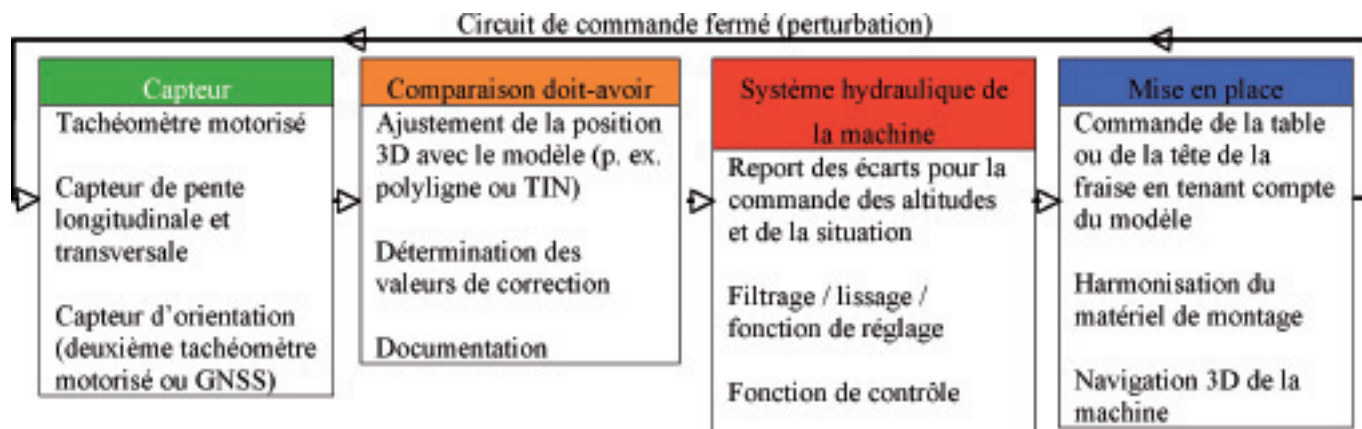 Circuit de commande fermé (perturbation)
Capteur
Tachéomètre motorisé
Capteur de pente
longitudinale et
transversale
Capteur d'orientation
(deuxième tachéomètre
motorisé ou GNSS)
Comparaison doit-avoir
Ajustement de la position
3D avec le modèle (p. ex.
polyligne ou TIN)
Détermination des
valeurs de correction
Documentation
Système hydraulique de
la machine
Report des écarts pour la
commande des altitudes
et de la situation
Filtrage / lissage /
fonction de réglage
Fonction de contrôle
Mise en place
Commande de la table
ou de la tête de la
fraise en tenant compte
du modèle
Harmonisation du
matériel de montage
Navigation 3D de la
machine